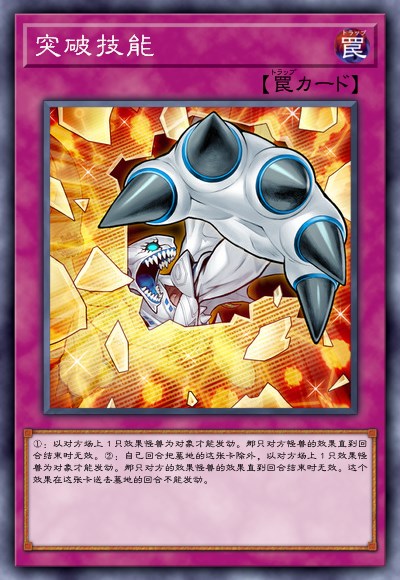 突破技能
トラップ
罠
トラップ
【罠カード】
①：以对方场上１只效果怪兽为对象才能发动。那只对方怪兽的效果直到回
合结束时无效。②：自己回合把墓地的这张卡除外，以对方场上１只效果怪
兽为对象才能发动。那只对方的效果怪兽的效果直到回合结束时无效。这个
效果在这张卡送去墓地的回合不能发动。